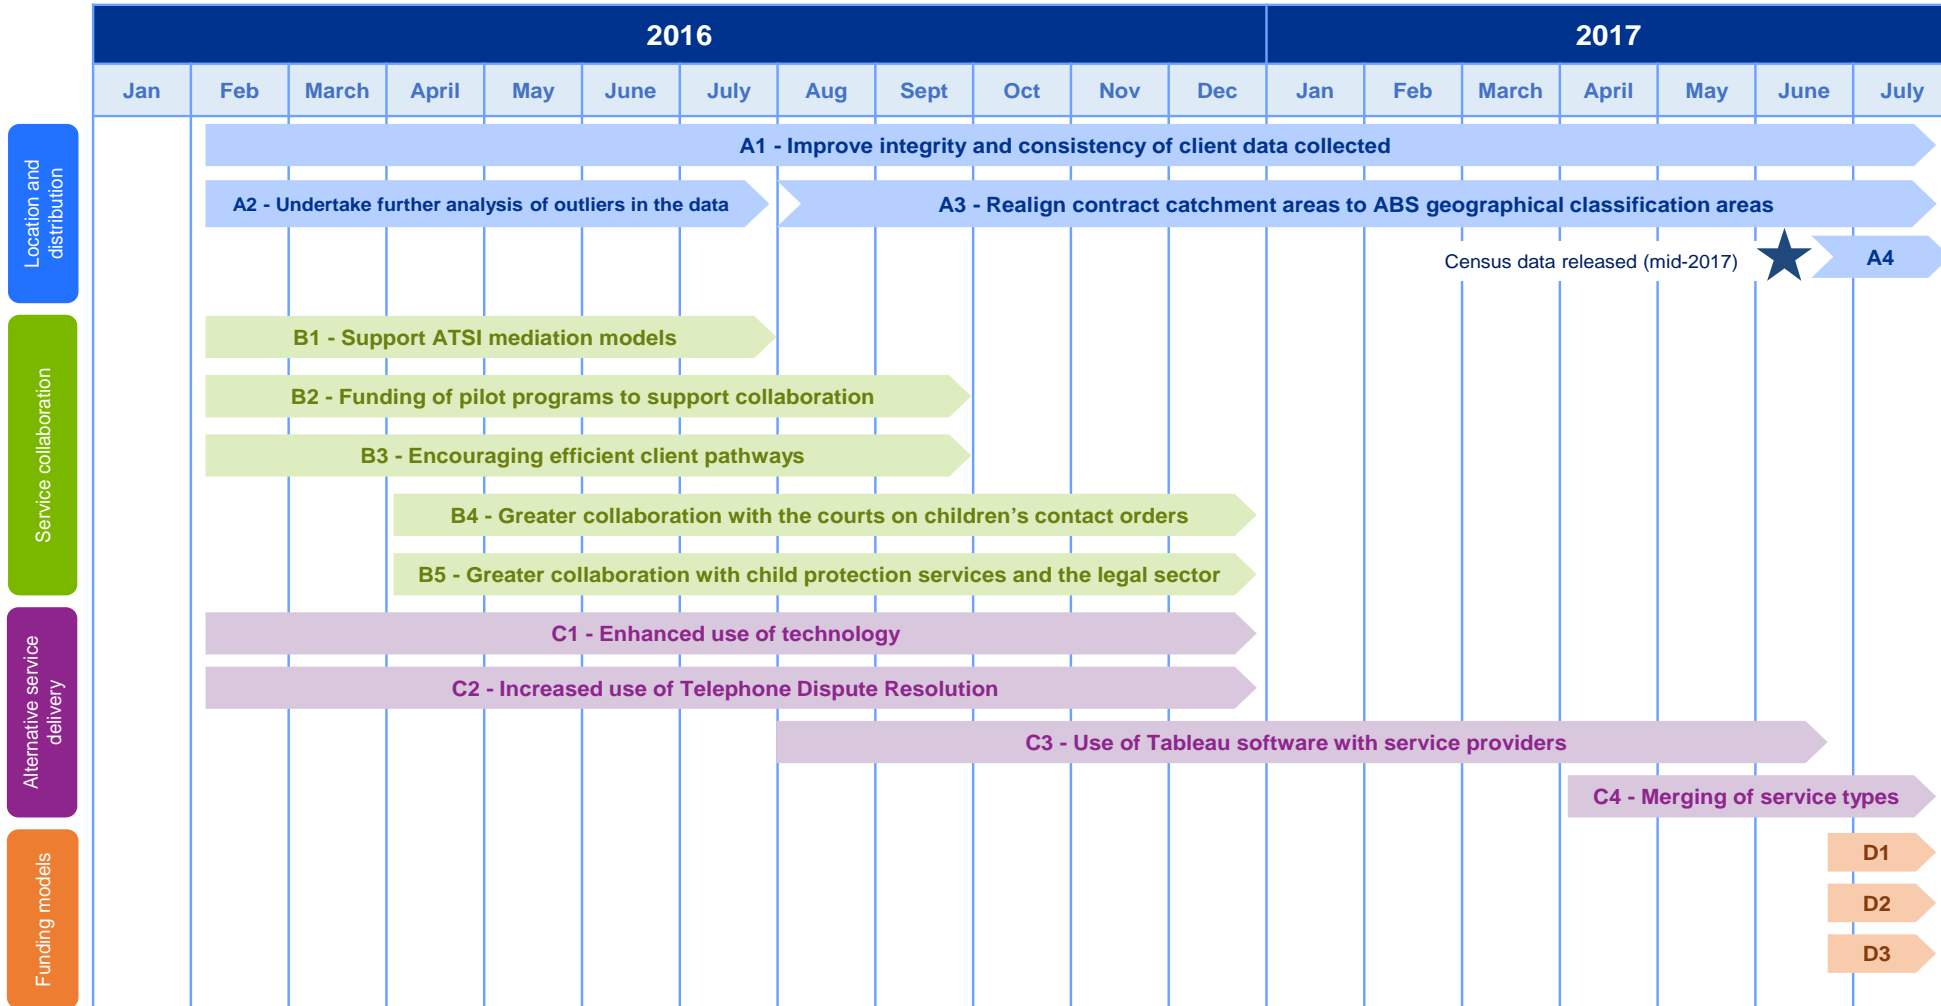 2016
2017
Jan
Feb
March
April
May
June
July
Aug
Sept
Oct
Nov
Dec
Jan
Feb
March
April
May
June
July
Location and
distribution
A1 - Improve integrity and consistency of client data collected
A2 - Undertake further analysis of outliers in the data
A3 - Realign contract catchment areas to ABS geographical classification areas
Census data released (mid-2017)
A4
Service collaboration
B1 - Support ATSI mediation models
B2 - Funding of pilot programs to support collaboration
B3 - Encouraging efficient client pathways
B4 - Greater collaboration with the courts on children’s contact orders
B5 - Greater collaboration with child protection services and the legal sector
Alternative service
delivery
C1 - Enhanced use of technology
C2 - Increased use of Telephone Dispute Resolution
C3 - Use of Tableau software with service providers
C4 - Merging of service types
Funding models
D1
D2
D3